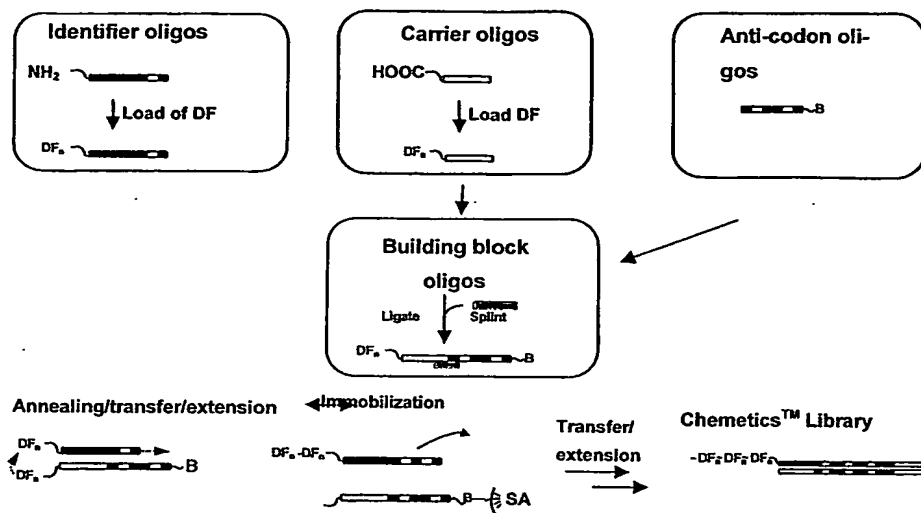 Identifier oligos
NH₂
Load of DF
DFₙ
Carrier oligos
HOOC
Load DF
DFₙ
Anti-codon oli-
gos
B
Building block
oligos
Ligate
Splint
DFₙ
B
Annealing/transfer/extension
Immobilization
DFₙ
DFₙ
B
DFₙ-DFₙ
B
SA
Transfer/
extension
Chemetics™ Library
-DFₙ-DFₙ-DFₙ